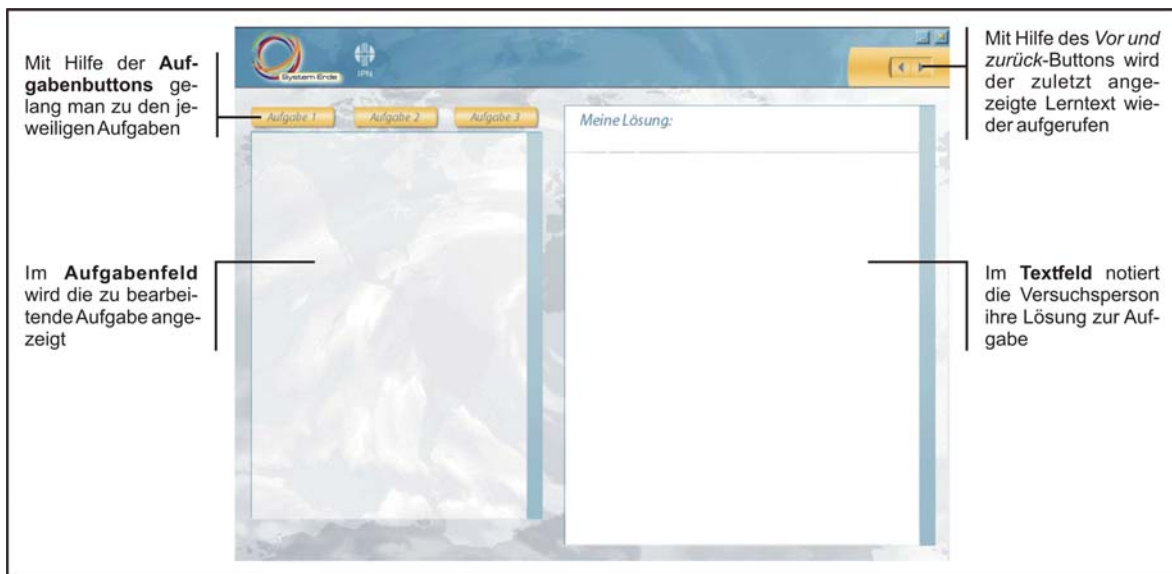 Mit Hilfe der Auf-
gabenbuttons ge-
lang man zu den je-
weiligen Aufgaben
System Erde
IPN
Mit Hilfe des Vor und
zurück-Buttons wird
der zuletzt ange-
zeigte Lerntext wie-
der aufgerufen
Aufgabe 1
Aufgabe 2
Aufgabe 3
Meine Lösung:
Im Aufgabenfeld
wird die zu bearbei-
tende Aufgabe ange-
zeigt
Im Textfeld notiert
die Versuchsperson
ihre Lösung zur Auf-
gabe